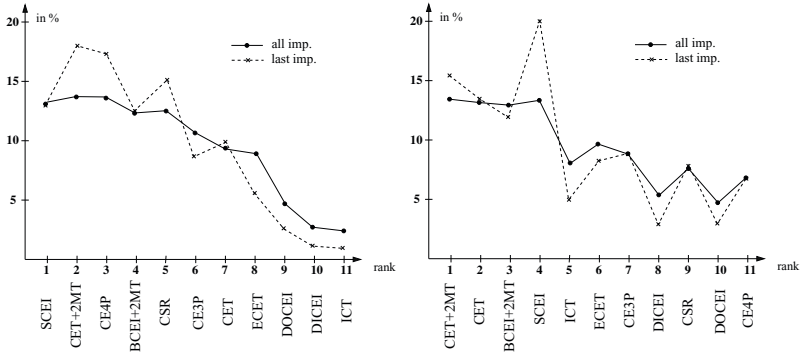 in %
20
15
10
5
all imp.
last imp.
1 2 3 4 5 6 7 8 9 10 11
rank
SCEI
CET+2MT
CE4P
BCEI+2MT
CSR
CE3P
CET
ECET
DOCEI
DICEI
ICT
in %
20
15
10
5
all imp.
last imp.
1 2 3 4 5 6 7 8 9 10 11
rank
CET+2MT
CET
BCEI+2MT
SCEI
ICT
ECET
CE3P
DICEI
CSR
DOCEI
CE4P